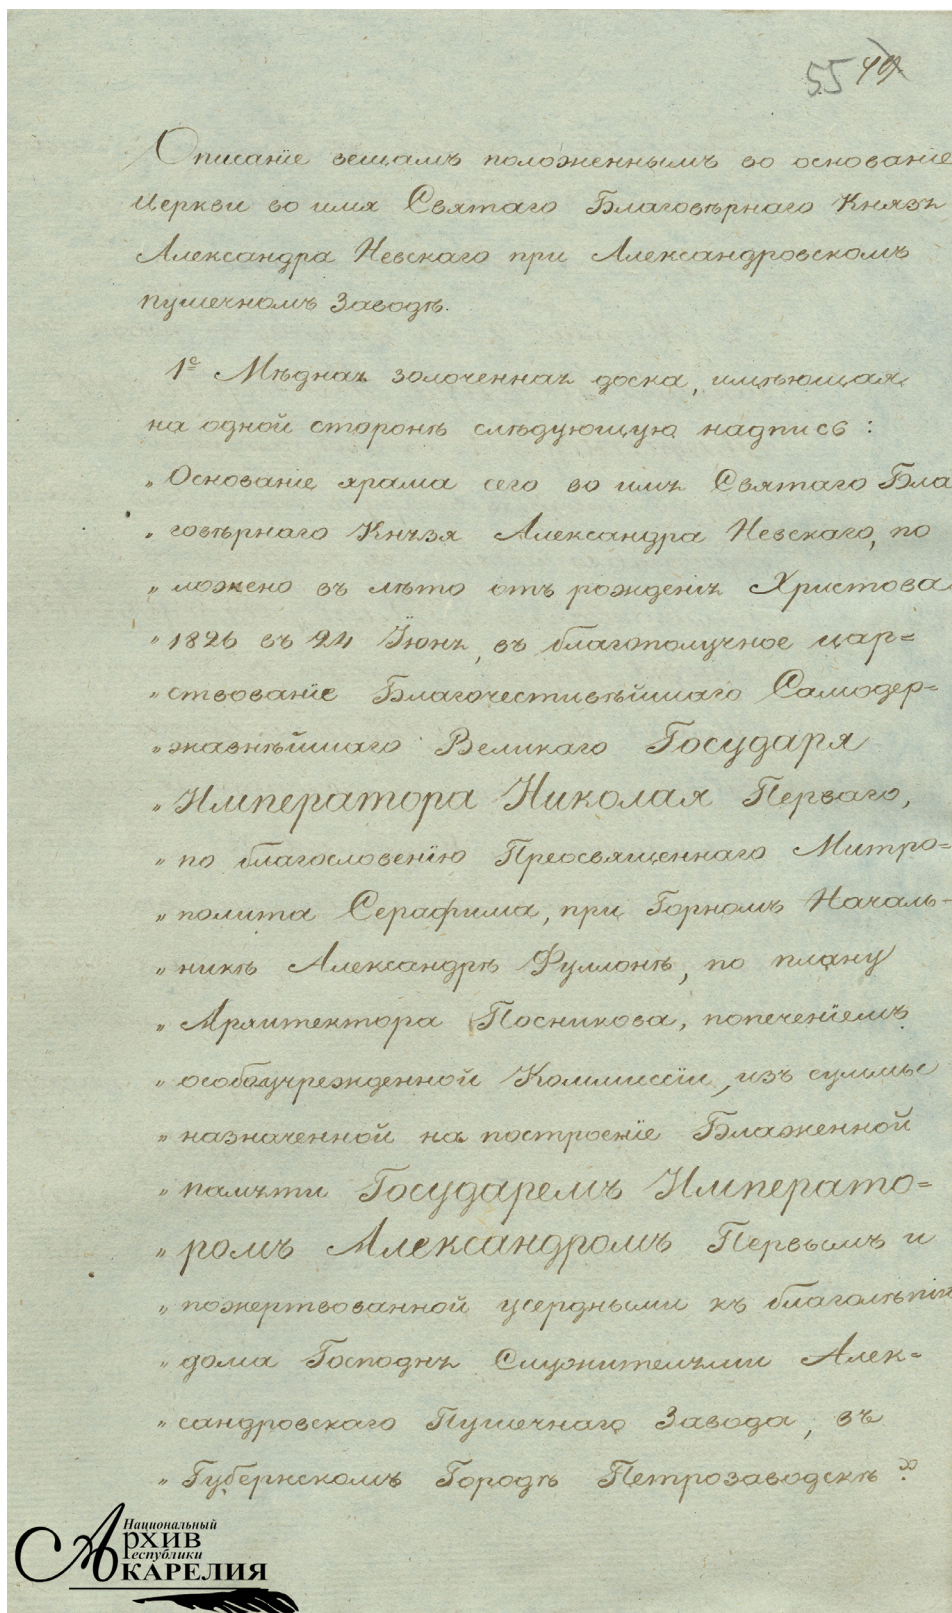 55 49
Описанiе вещамъ положеннымъ во основанiе
Церкви во имя Святаго Благовѣрнаго Князя
Александра Невскаго при Александровскомъ
пушечномъ Заводѣ.
1е Мѣдная золоченная доска, имѣющая
на одной сторонѣ слѣдующую надпись:
„ Основанiе храма сего во имя Святаго Бла
„ говѣрнаго Князя Александра Невскаго, по
„ ложено въ лѣто отъ рожденiя Христова
„ 1826 въ 24 Iюня, въ благополучное цар=
„ ствованiе Благочестивѣйшаго Самодер=
„ жавнѣйшаго Великаго Государя
„ Императора Николая Перваго,
„ по благословенiю Преосвященнаго Митро=
„ полита Серафима, при Горномъ Началь-
„ никѣ Александрѣ Фуллонѣ, по плану
„ Архитектора Посникова, попеченiемъ
„ особоучрежденной Коммиссiи, изъ суммы
„ назначенной на построенiе Блаженной
„ памяти Государемъ Императо=
„ ромъ Александромъ Первымъ и
„ пожертвованной усердными къ благолѣпiю
„ дома Господня Служителями Алек=
„ сандровскаго Пушечнаго Завода, въ
„ Губернскомъ Городѣ Петрозаводскѣ."
Национальный
Архив
Республики
Карелия